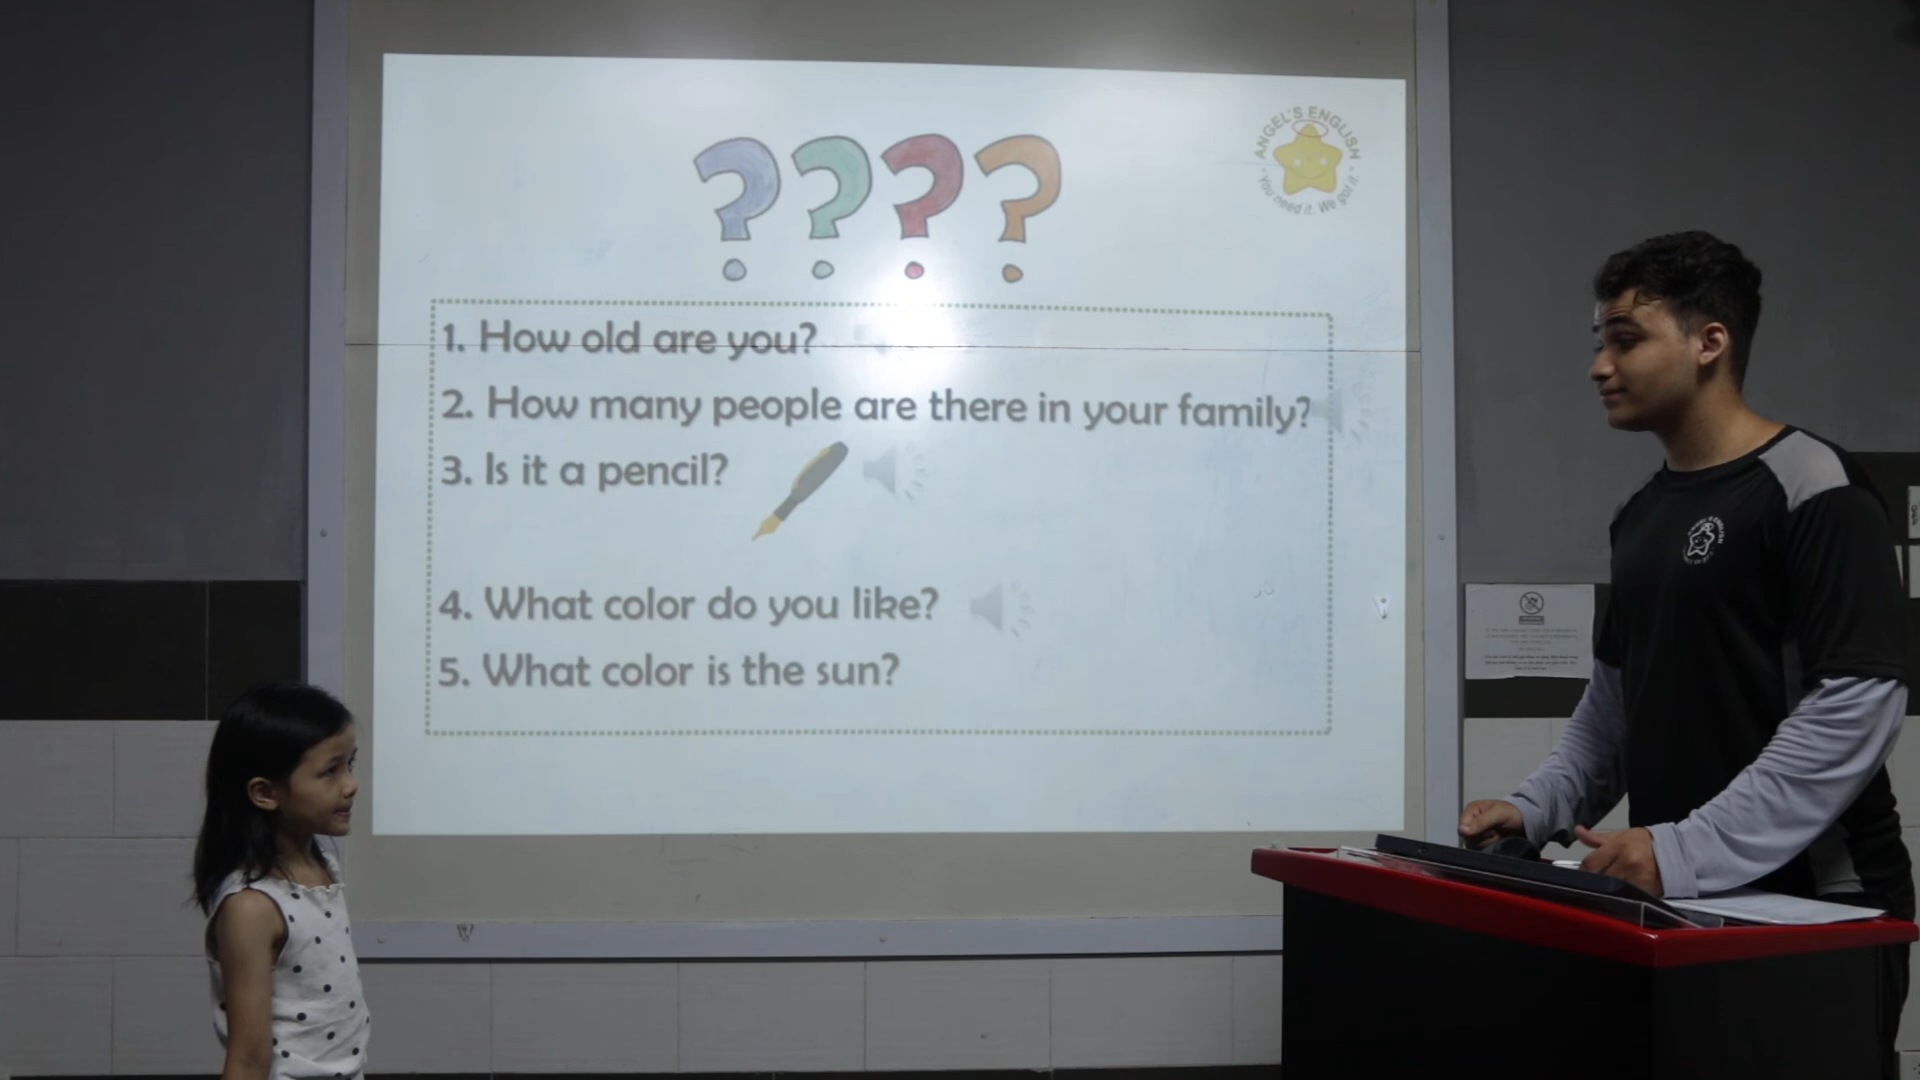 ????
ANGEL'S ENGLISH
You need it. We got it.
1. How old are you?
2. How many people are there in your family?
3. Is it a pencil?
4. What color do you like?
5. What color is the sun?